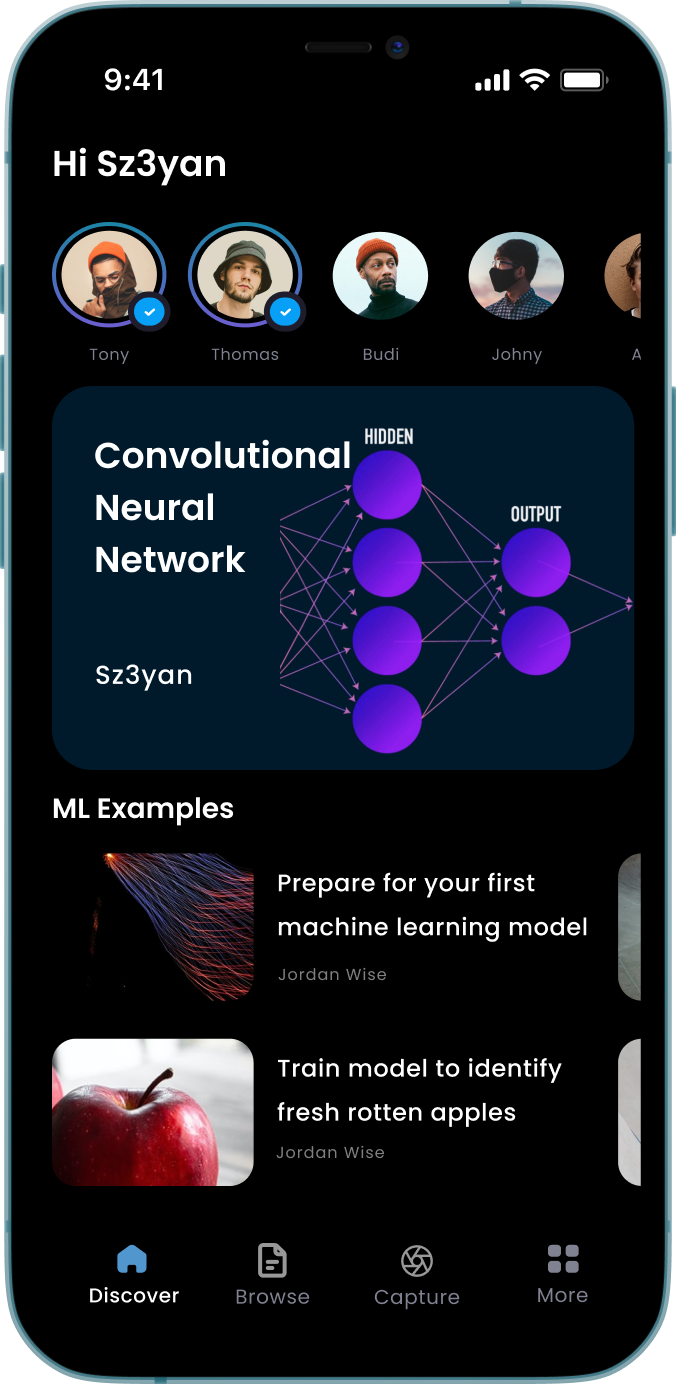 9:41
Hi Sz3yan
Tony
Thomas
Budi
Johny
A
Convolutional
Neural
Network
Sz3yan
HIDDEN
OUTPUT
ML Examples
Prepare for your first
machine learning model
Jordan Wise
Train model to identify
fresh rotten apples
Jordan Wise
Discover
Browse
Capture
More